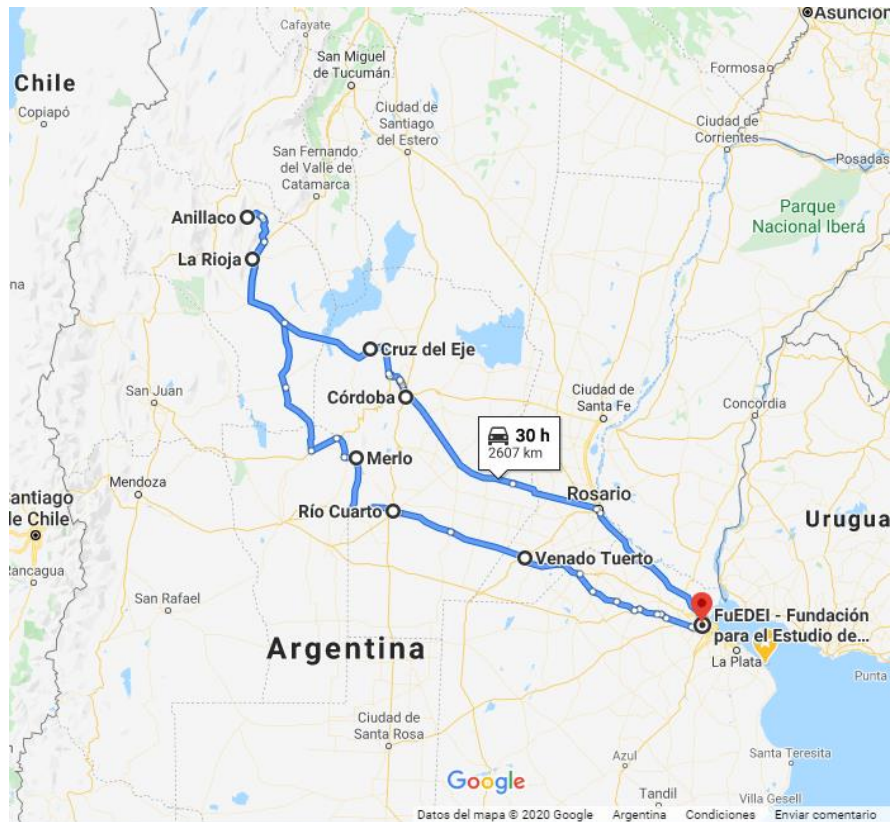 Asunción
Cafayate
San Miguel
de Tucumán
Formosa
Chile
Copiapó
Ciudad de
Santiago
del Estero
Ciudad de
Corrientes
Posadas
San Fernando
del Valle de
Catamarca
Parque
Nacional Iberá
Anillaco
La Rioja
Cruz del Eje
San Juan
Córdoba
Ciudad de
Santa Fe
Concordia
30 h
2607 km
Merlo
Mendoza
Rosario
Santiago
de Chile
Río Cuarto
Urugua
Venado Tuerto
Rancagua
San Rafael
FuEDEI - Fundación
para el Estudio de...
La Plata
Punta
Argentina
Ciudad de
Santa Rosa
Azul
Santa Teresita
Google
Tandil
Villa Gesell
Datos del mapa © 2020 Google
Argentina
Condiciones
Enviar comentario